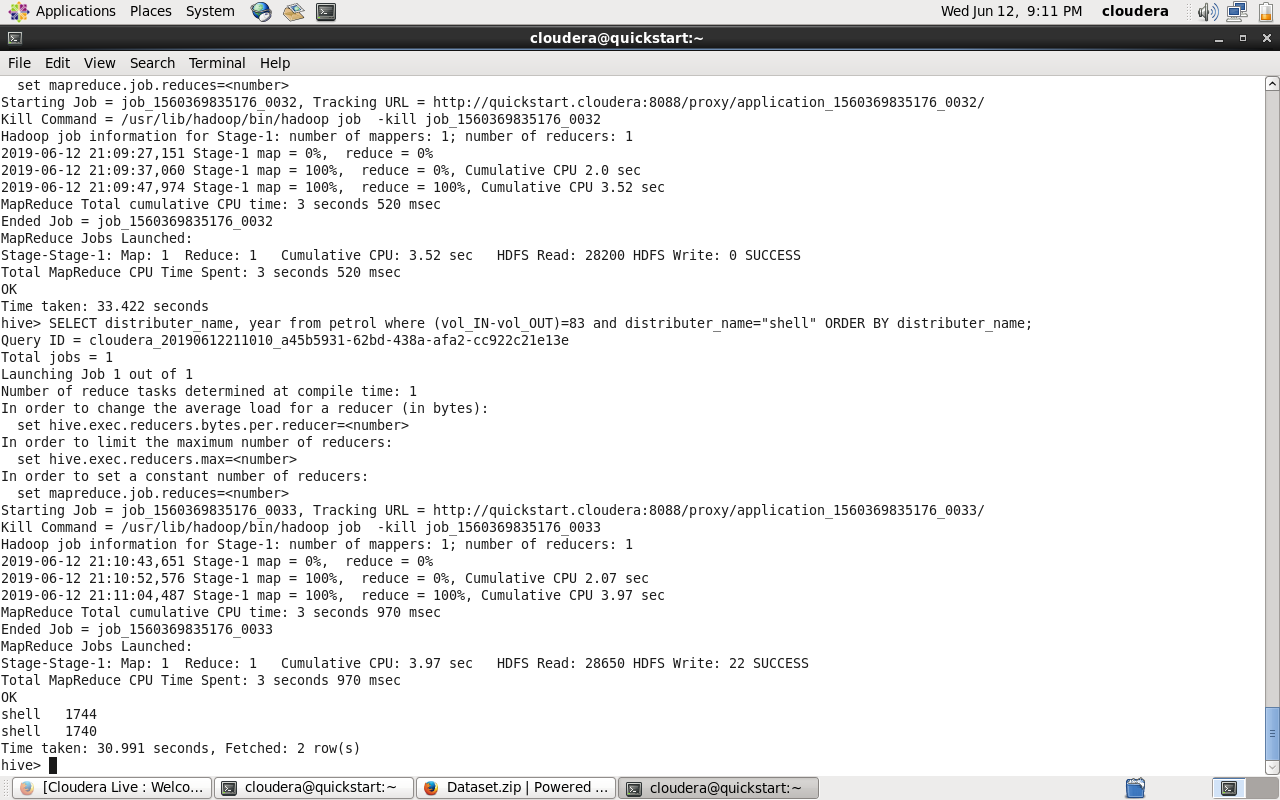 Applications Places System Wed Jun 12, 9:11 PM cloudera
cloudera@quickstart:~
File Edit View Search Terminal Help
  set mapreduce.job.reduces=<number>
Starting Job = job_1560369835176_0032, Tracking URL = http://quickstart.cloudera:8088/proxy/application_1560369835176_0032/
Kill Command = /usr/lib/hadoop/bin/hadoop job  -kill job_1560369835176_0032
Hadoop job information for Stage-1: number of mappers: 1; number of reducers: 1
2019-06-12 21:09:27,151 Stage-1 map = 0%,  reduce = 0%
2019-06-12 21:09:37,060 Stage-1 map = 100%,  reduce = 0%, Cumulative CPU 2.0 sec
2019-06-12 21:09:47,974 Stage-1 map = 100%,  reduce = 100%, Cumulative CPU 3.52 sec
MapReduce Total cumulative CPU time: 3 seconds 520 msec
Ended Job = job_1560369835176_0032
MapReduce Jobs Launched:
Stage-Stage-1: Map: 1  Reduce: 1   Cumulative CPU: 3.52 sec   HDFS Read: 28200 HDFS Write: 0 SUCCESS
Total MapReduce CPU Time Spent: 3 seconds 520 msec
OK
Time taken: 33.422 seconds
hive> SELECT distributer_name, year from petrol where (vol_IN-vol_OUT)=83 and distributer_name="shell" ORDER BY distributer_name;
Query ID = cloudera_20190612211010_a45b5931-62bd-438a-afa2-cc922c21e13e
Total jobs = 1
Launching Job 1 out of 1
Number of reduce tasks determined at compile time: 1
In order to change the average load for a reducer (in bytes):
  set hive.exec.reducers.bytes.per.reducer=<number>
In order to limit the maximum number of reducers:
  set hive.exec.reducers.max=<number>
In order to set a constant number of reducers:
  set mapreduce.job.reduces=<number>
Starting Job = job_1560369835176_0033, Tracking URL = http://quickstart.cloudera:8088/proxy/application_1560369835176_0033/
Kill Command = /usr/lib/hadoop/bin/hadoop job  -kill job_1560369835176_0033
Hadoop job information for Stage-1: number of mappers: 1; number of reducers: 1
2019-06-12 21:10:43,651 Stage-1 map = 0%,  reduce = 0%
2019-06-12 21:10:52,576 Stage-1 map = 100%,  reduce = 0%, Cumulative CPU 2.07 sec
2019-06-12 21:11:04,487 Stage-1 map = 100%,  reduce = 100%, Cumulative CPU 3.97 sec
MapReduce Total cumulative CPU time: 3 seconds 970 msec
Ended Job = job_1560369835176_0033
MapReduce Jobs Launched:
Stage-Stage-1: Map: 1  Reduce: 1   Cumulative CPU: 3.97 sec   HDFS Read: 28650 HDFS Write: 22 SUCCESS
Total MapReduce CPU Time Spent: 3 seconds 970 msec
OK
shell   1744
shell   1740
Time taken: 30.991 seconds, Fetched: 2 row(s)
hive>
[Cloudera Live : Welco... cloudera@quickstart:~ Dataset.zip | Powered ... cloudera@quickstart:~